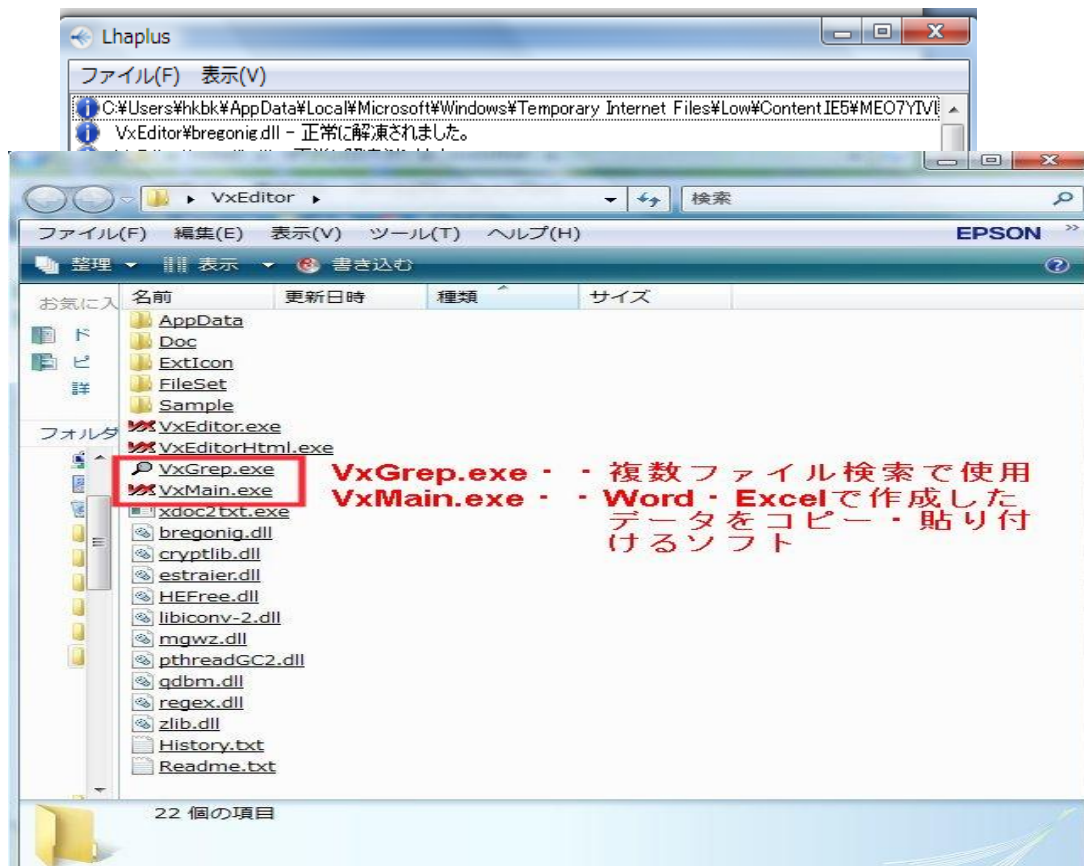 Lhaplus
ファイル(F) 表示(V)
C:¥Users¥hkbk¥AppData¥Local¥Microsoft¥Windows¥Temporary Internet Files¥Low¥Content.IE5¥MEO7YIVI
VxEditor¥bregonig.dll - 正常に解凍されました。
VxEditor
検索
ファイル(F) 編集(E) 表示(V) ツール(T) ヘルプ(H)
EPSON
整理 表示 書き込む
お気に入
名前 更新日時 種類 サイズ
ド
ピ
詳
フォルダ
AppData
Doc
ExtIcon
FileSet
Sample
VxEditor.exe
VxEditorHtml.exe
VxGrep.exe
VxMain.exe
xdoc2txt.exe
bregonig.dll
cryptlib.dll
estraier.dll
HEFree.dll
libiconv-2.dll
mgwz.dll
pthreadGC2.dll
qdbm.dll
regex.dll
zlib.dll
History.txt
Readme.txt
VxGrep.exe・・複数ファイル検索で使用
VxMain.exe・・Word・Excelで作成した
データをコピー・貼り付
けるソフト
22 個の項目